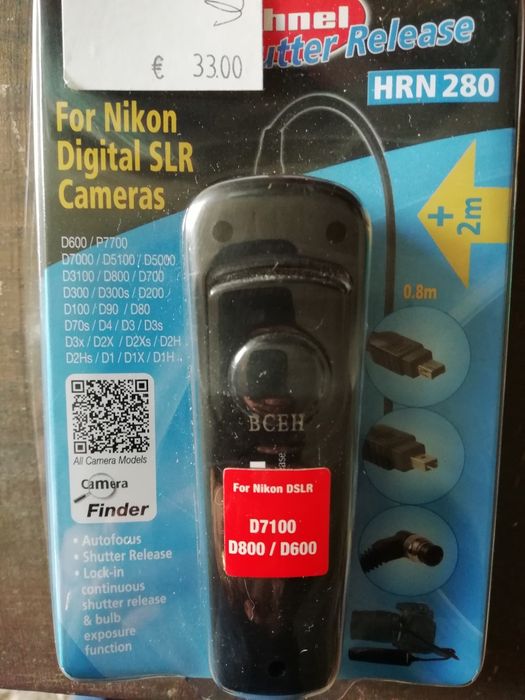 hnel
utter Release
€ 33.00
HRN 280
For Nikon
Digital SLR
Cameras
D600 / P7700
D7000 / D5100 / D5000
D3100 / D800 / D700
D300 / D300s / D200
D100 / D90 / D80
D70s / D4 / D3 / D3s
D3x / D2X / D2Xs / D2H
D2Hs / D1 / D1X / D1H
+ 2m
0.8m
BCEH
All Camera Models
Camera
Finder
For Nikon DSLR
D7100
D800 / D600
• Autofocus
• Shutter Release
• Lock-in
continuous
shutter release
& bulb
exposure
function